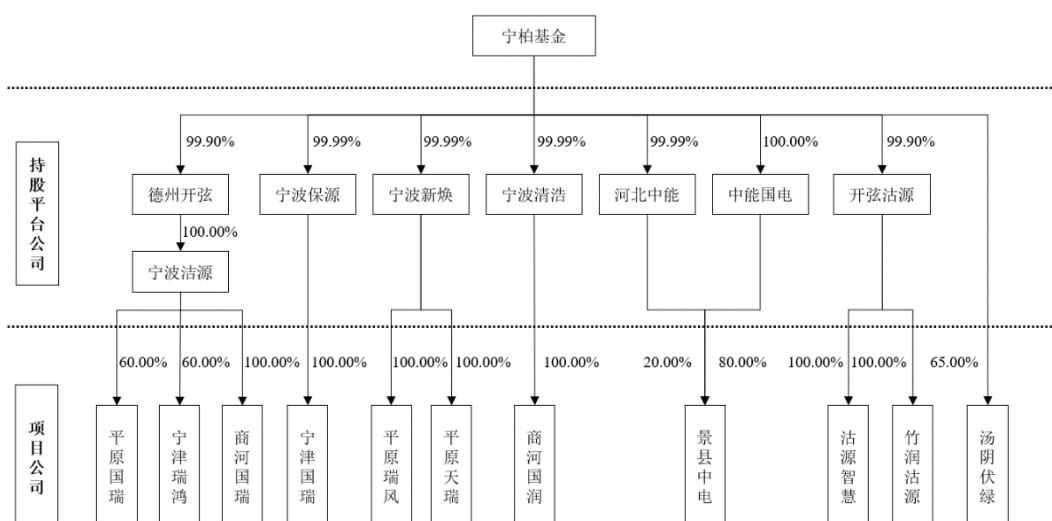 宁柏基金
99.90%
99.99%
99.99%
99.99%
99.99%
100.00%
99.90%
持股平台公司
德州开弦
宁波保源
宁波新焕
宁波清浩
河北中能
中能国电
开弦沽源
100.00%
宁波洁源
60.00%
60.00%
100.00%
100.00%
100.00%
100.00%
100.00%
20.00%
80.00%
100.00%
100.00%
65.00%
项目公司
平原国瑞
宁津瑞鸿
商河国瑞
宁津国瑞
平原瑞风
平原天瑞
商河国润
景县中电
沽源智慧
竹润沽源
汤阴伏绿